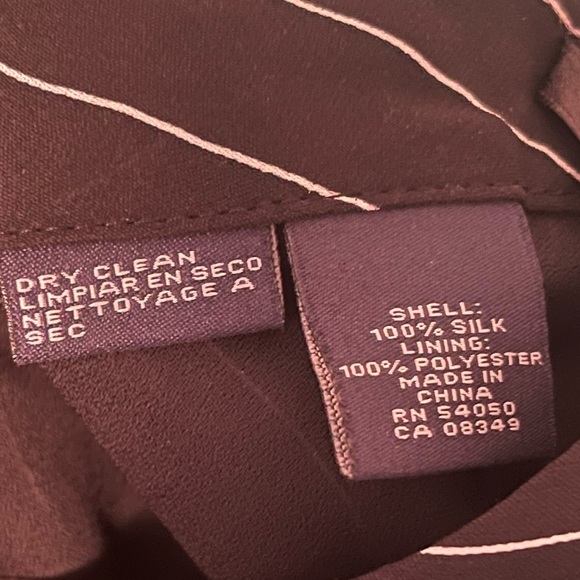 DRY CLEAN
LIMPIAR EN SECO
NETTOYAGE A
SEC
SHELL:
100% SILK
LINING:
100% POLYESTER
MADE IN
CHINA
RN 54050
CA 08349